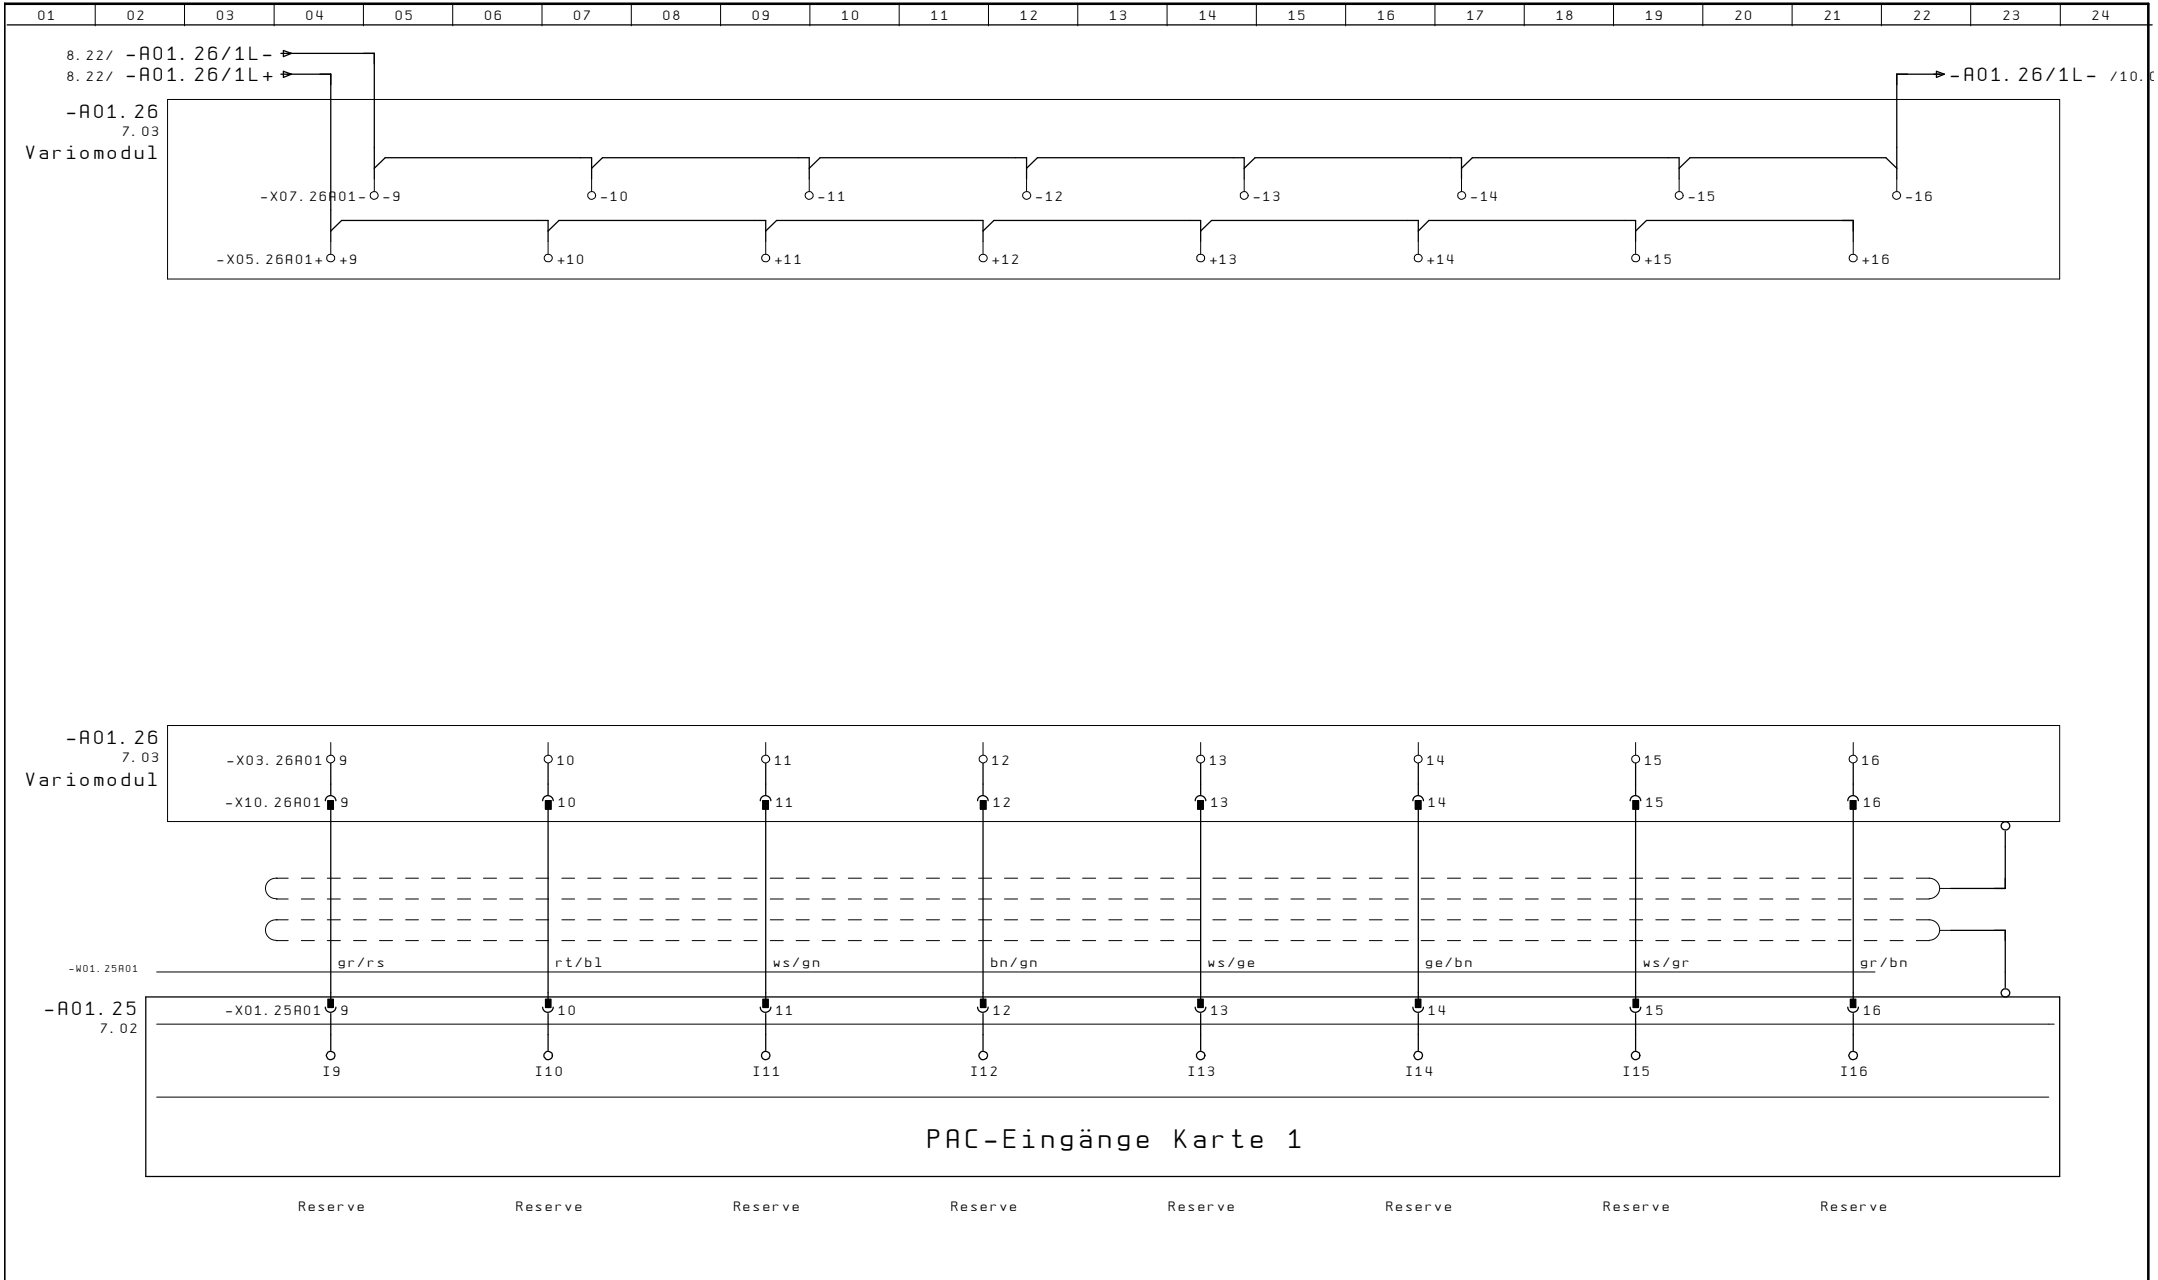 01 02 03 04 05 06 07 08 09 10 11 12 13 14 15 16 17 18 19 20 21 22 23 24
8.22/ -A01.26/1L-
8.22/ -A01.26/1L+ -A01.26/1L- /10.
-A01.26
7.03
Variomodul
-X07.26A01- -9 -10 -11 -12 -13 -14 -15 -16
-X05.26A01+ +9 +10 +11 +12 +13 +14 +15 +16
-A01.26
7.03
Variomodul
-X03.26A01 9 10 11 12 13 14 15 16
-X10.26A01 9 10 11 12 13 14 15 16
gr/rs rt/bl ws/gn bn/gn ws/ge ge/bn ws/gr gr/bn
-W01.25A01
-A01.25
7.02
-X01.25A01 9 10 11 12 13 14 15 16
I9 I10 I11 I12 I13 I14 I15 I16
PAC-Eingänge Karte 1
Reserve Reserve Reserve Reserve Reserve Reserve Reserve Reserve